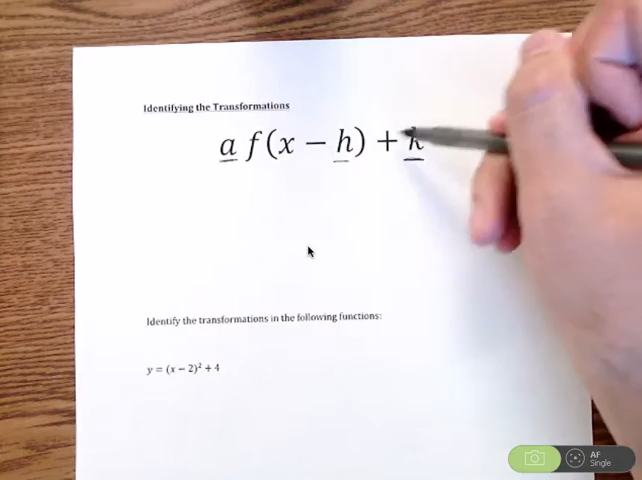 Identifying the Transformations
a f(x − h) + k
Identify the transformations in the following functions:
y = (x − 2)² + 4
AF
Single